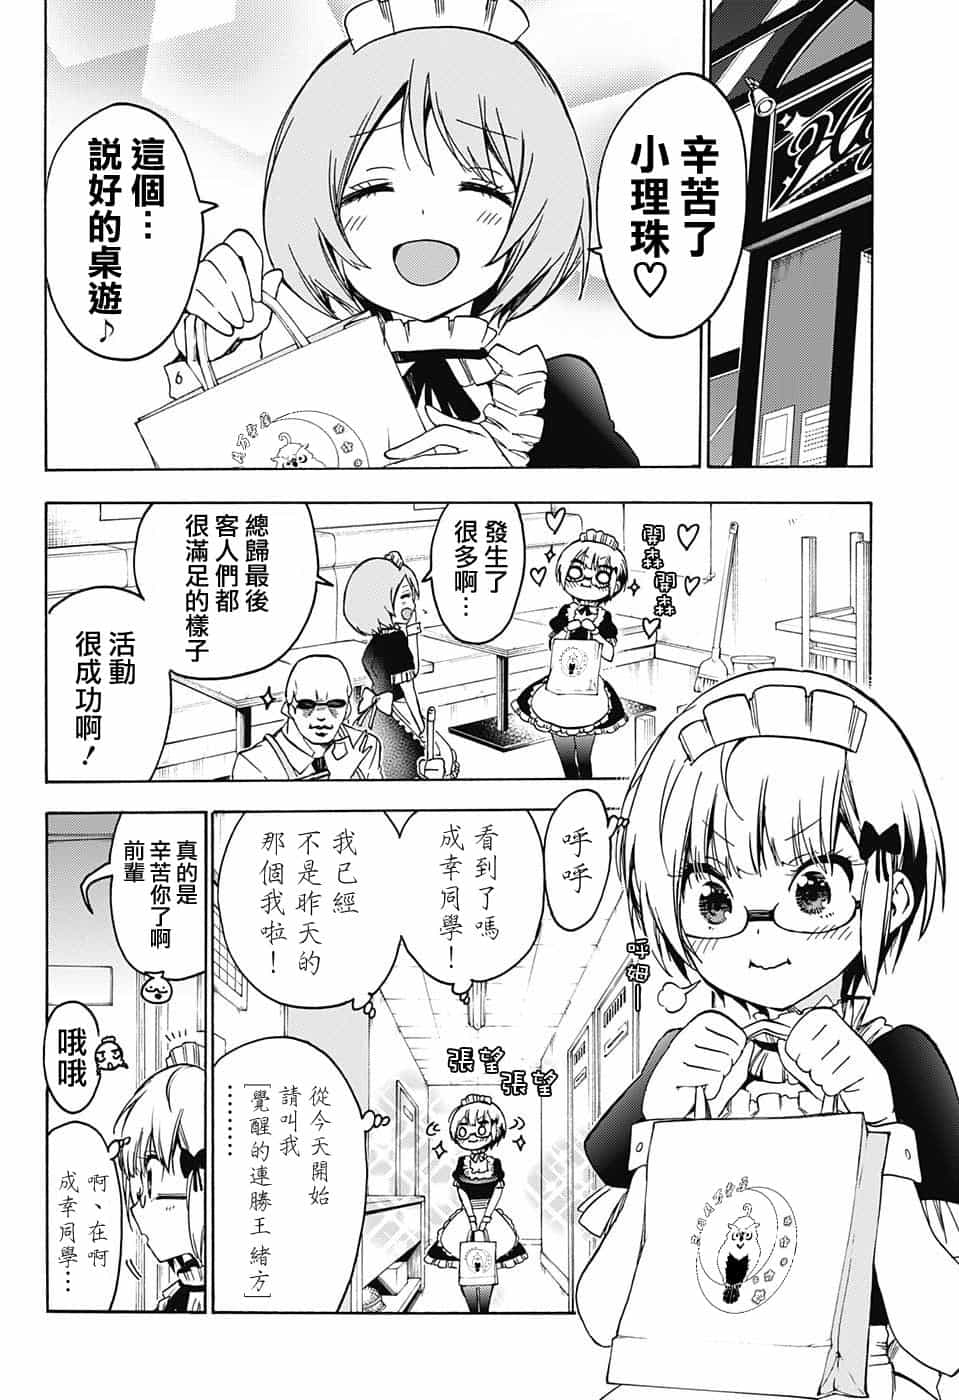 辛苦了
小理珠♡
這個…
說好的桌遊♪
6
開森
開森
發生了
很多啊…
總歸最後
客人們都
很滿足的樣子
活動
很成功啊!
呼呼
呼姆ー
看到了嗎
成幸同學!
我已經
不是昨天的
那個我啦!
張望
張望
從今天開始
請叫我
[覺醒的連勝王 緒方]
………
真的是
辛苦你了啊
前輩
哦哦
啊、在啊
成幸同學…